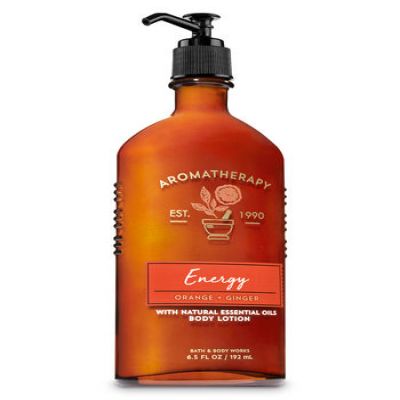 AROMATHERAPY
EST. 1990
Energy
ORANGE + GINGER
WITH NATURAL ESSENTIAL OILS
BODY LOTION
BATH & BODY WORKS
6.5 FL OZ / 192 mL